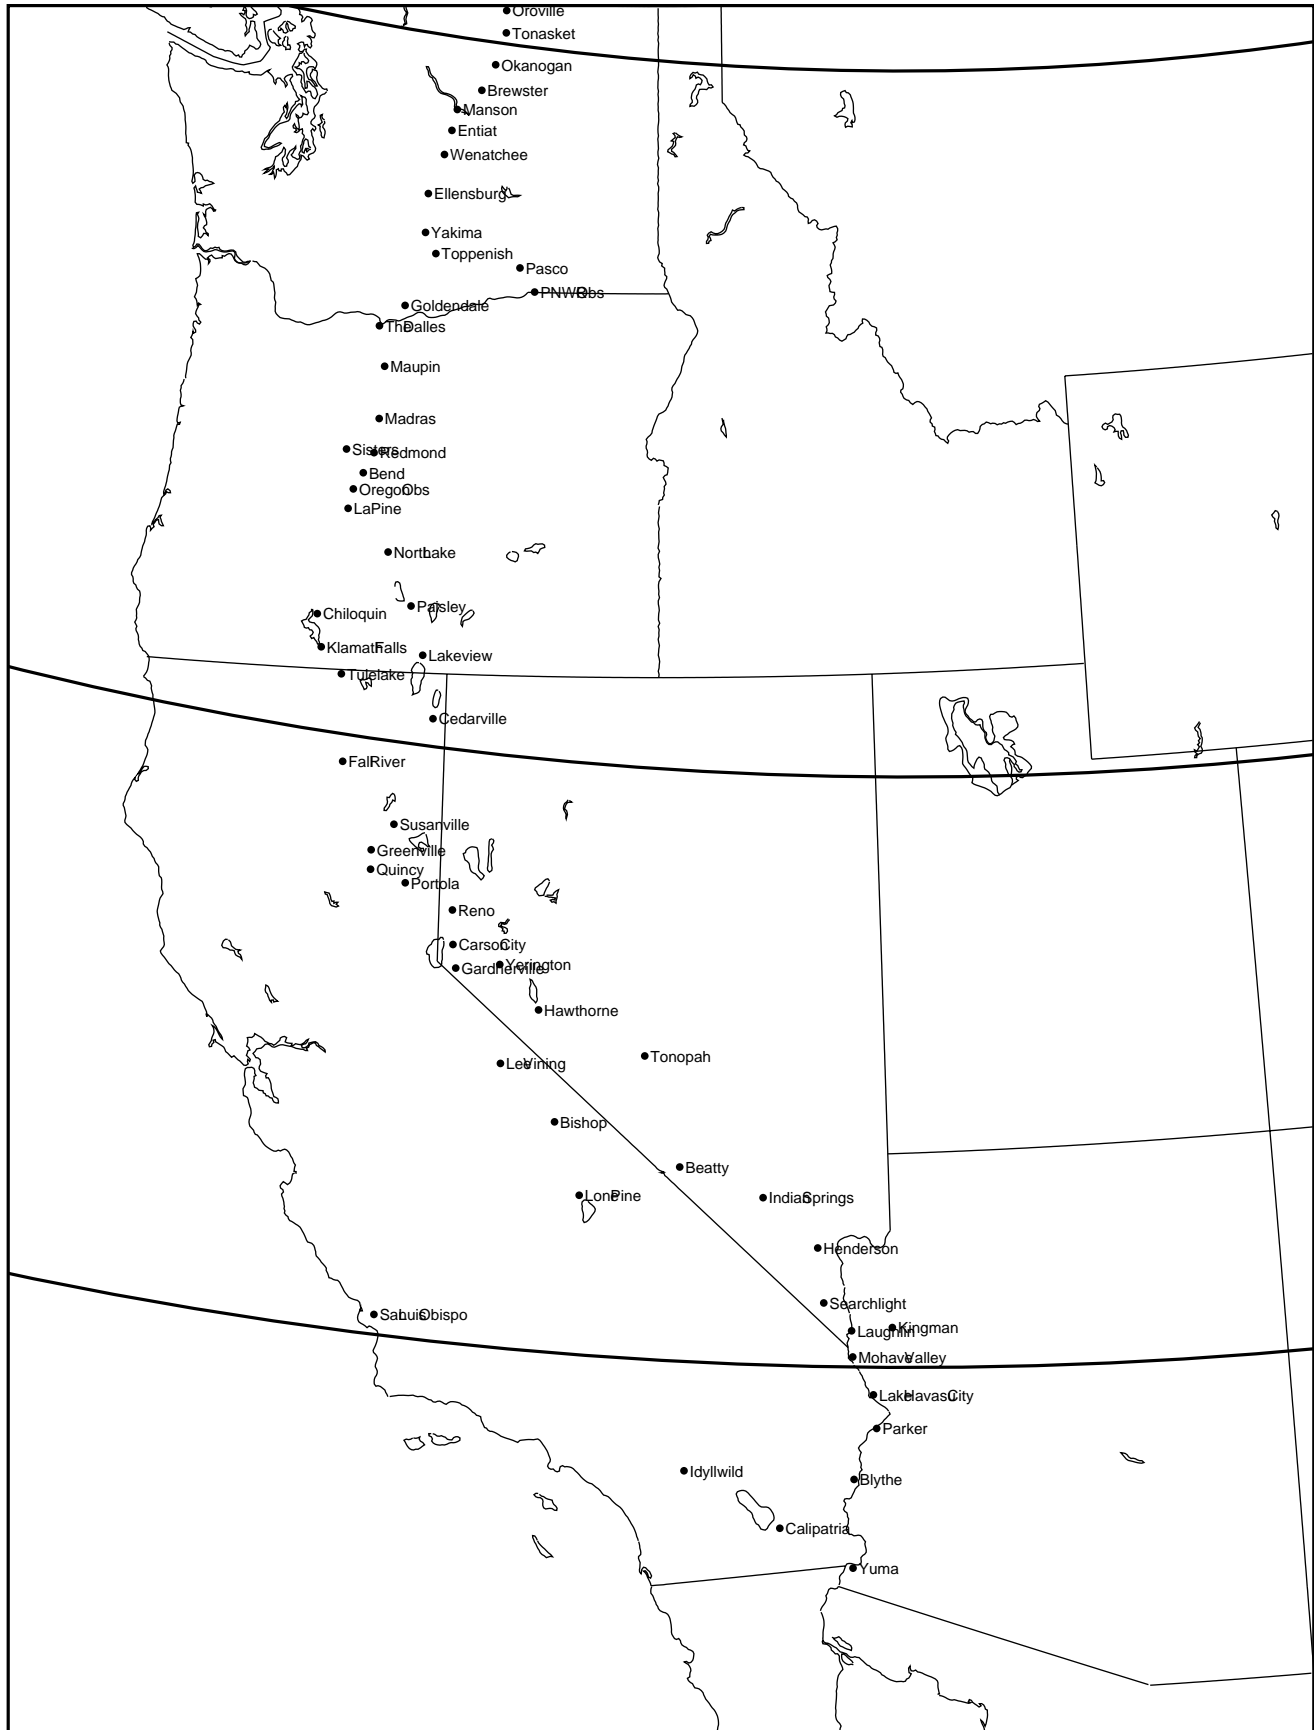 Oroville
Tonasket
Okanogan
Brewster
Manson
Entiat
Wenatchee
Ellensburg
Yakima
Toppenish
Pasco
PNWRObs
Goldendale
TheDalles
Maupin
Madras
Sisters
Redmond
Bend
OregonObs
LaPine
NorthLake
Paisley
Chiloquin
KlamathFalls
Lakeview
Tulelake
Cedarville
FallRiver
Susanville
Greenville
Quincy
Portola
Reno
CarsonCity
Yerington
Gardnerville
Hawthorne
Tonopah
LeeVining
Bishop
Beatty
LonePine
IndianSprings
Henderson
Searchlight
SanLuisObispo
Kingman
Laughlin
MohaveValley
LakeHavasuCity
Parker
Idyllwild
Blythe
Calipatria
Yuma